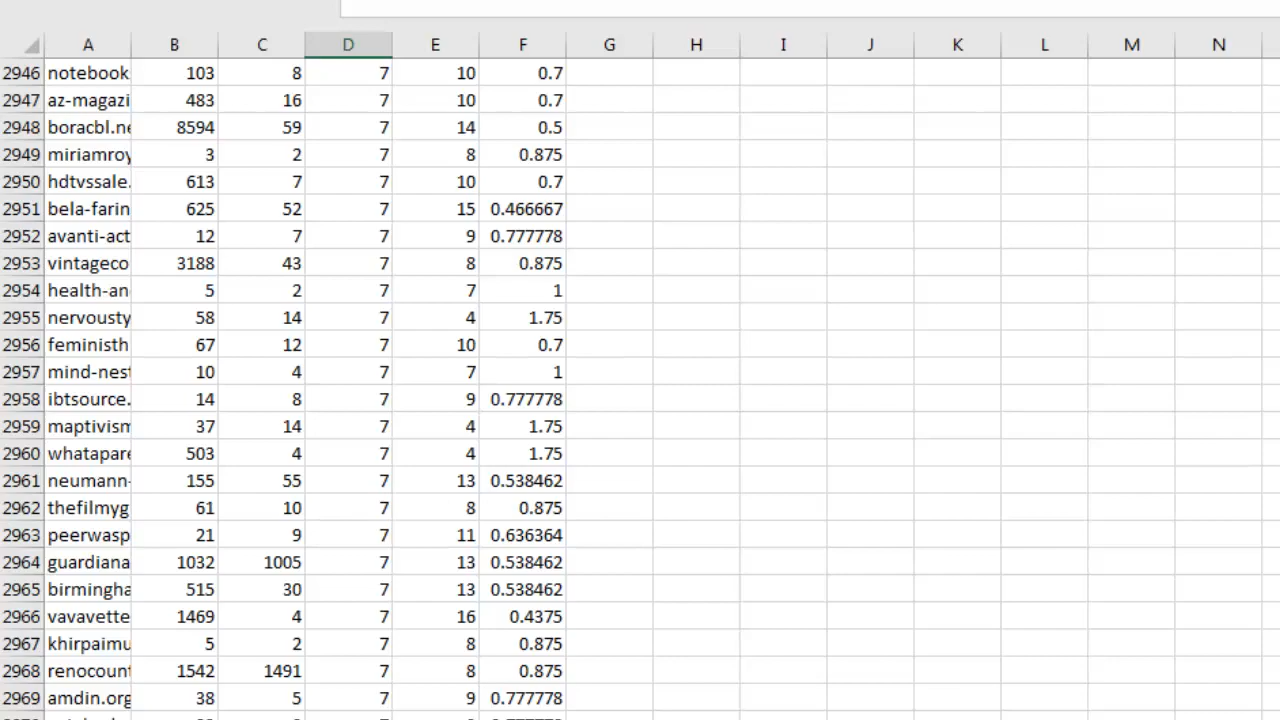 A B C D E F G H I J K L M N
2946 notebook 103 8 7 10 0.7
2947 az-magazi 483 16 7 10 0.7
2948 boracbl.ne 8594 59 7 14 0.5
2949 miriamroy 3 2 7 8 0.875
2950 hdtvssale. 613 7 7 10 0.7
2951 bela-farin 625 52 7 15 0.466667
2952 avanti-act 12 7 7 9 0.777778
2953 vintageco 3188 43 7 8 0.875
2954 health-an 5 2 7 7 1
2955 nervousty 58 14 7 4 1.75
2956 feministh 67 12 7 10 0.7
2957 mind-nest 10 4 7 7 1
2958 ibtsource. 14 8 7 9 0.777778
2959 maptivism 37 14 7 4 1.75
2960 whatapare 503 4 7 4 1.75
2961 neumann- 155 55 7 13 0.538462
2962 thefilmyg 61 10 7 8 0.875
2963 peerwasp 21 9 7 11 0.636364
2964 guardiana 1032 1005 7 13 0.538462
2965 birmingha 515 30 7 13 0.538462
2966 vavavette 1469 4 7 16 0.4375
2967 khirpaimu 5 2 7 8 0.875
2968 renocount 1542 1491 7 8 0.875
2969 amdin.org 38 5 7 9 0.777778